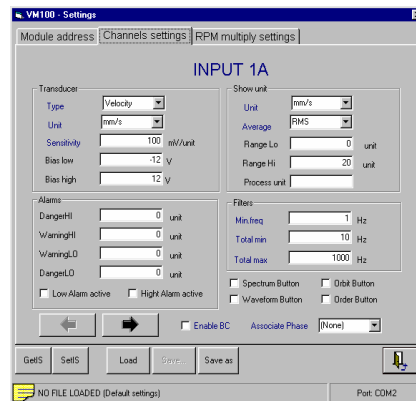 VM100 - Settings
Module address Channels settings RPM multiply settings
INPUT 1A
Transducer
Type Velocity
Unit mm/s
Sensitivity 100 mV/unit
Bias low -12 V
Bias high 12 V
Show unit
Unit mm/s
Average RMS
Range Lo 0 unit
Range Hi 20 unit
Process unit
Alarms
DangerHI 0 unit
WarningHI 0 unit
WarningLO 0 unit
DangerLO 0 unit
Low Alarm active Hight Alarm active
Filters
Min.freq 1 Hz
Total min 10 Hz
Total max 1000 Hz
Spectrum Button Orbit Button
Waveform Button Order Button
Enable BC Associate Phase (None)
GetIS SetIS Load Save... Save as
NO FILE LOADED (Default settings) Port: COM2